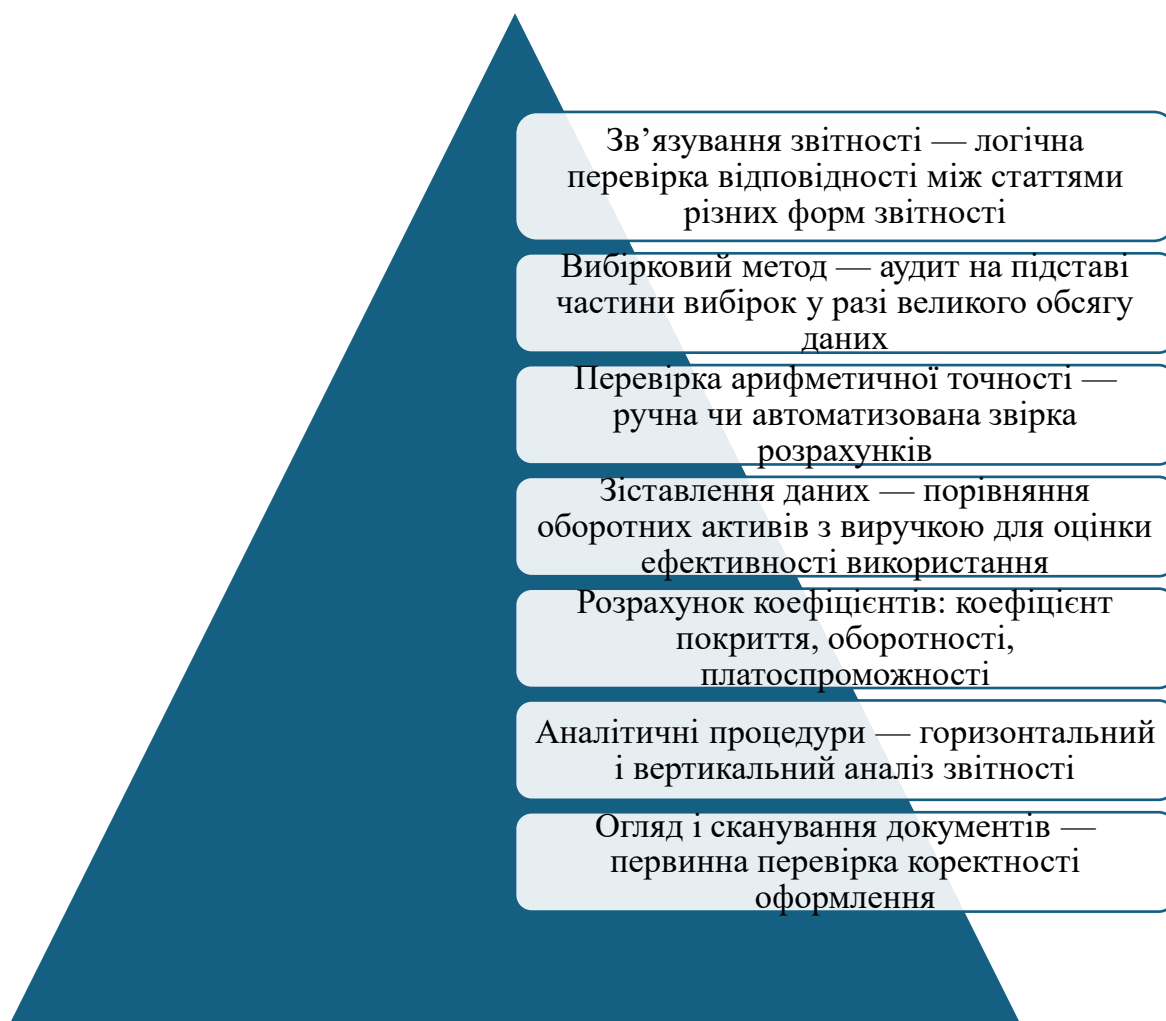 Зв’язування звітності — логічна
перевірка відповідності між статтями
різних форм звітності
Вибірковий метод — аудит на підставі
частини вибірок у разі великого обсягу
даних
Перевірка арифметичної точності —
ручна чи автоматизована звірка
розрахунків
Зіставлення даних — порівняння
оборотних активів з виручкою для оцінки
ефективності використання
Розрахунок коефіцієнтів: коефіцієнт
покриття, оборотності,
платоспроможності
Аналітичні процедури — горизонтальний
і вертикальний аналіз звітності
Огляд і сканування документів —
первинна перевірка коректності
оформлення